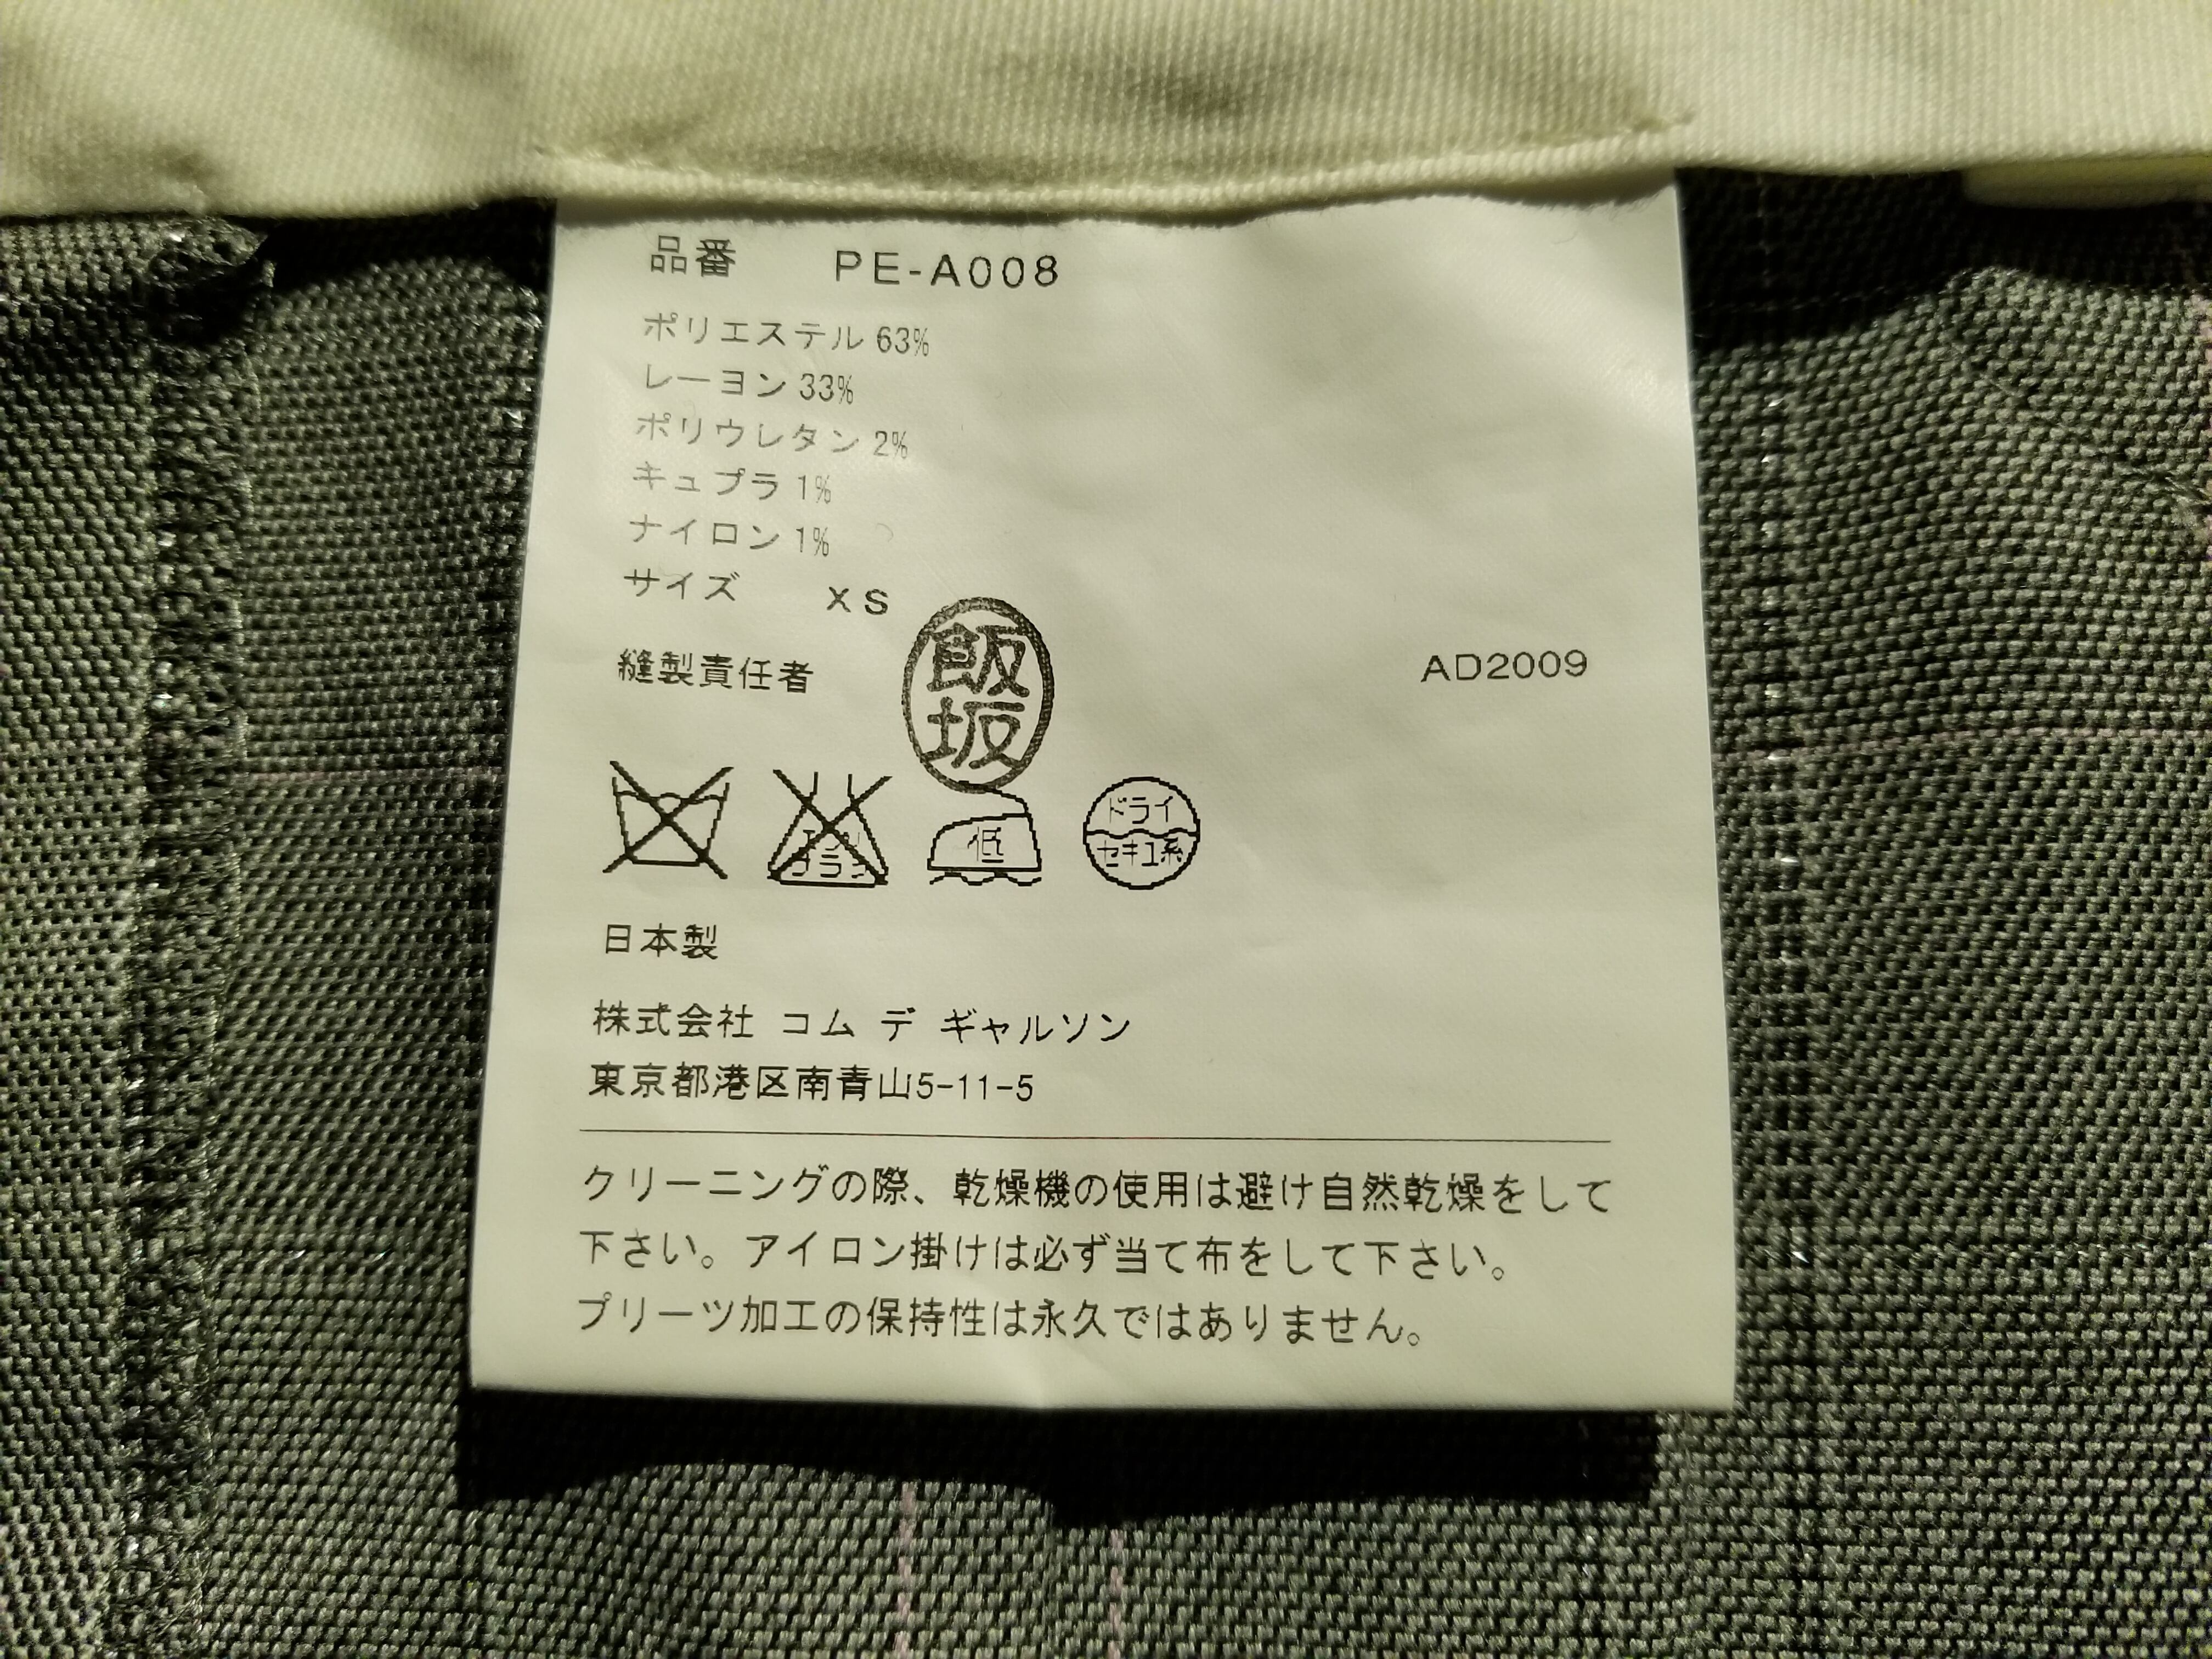 品番 PE-A008
ポリエステル 63%
レーヨン 33%
ポリウレタン 2%
キュプラ 1%
ナイロン 1%
サイズ XS
縫製責任者 飯坂 AD2009
エンソ サラシ 低 ドライ セキユ系
日本製
株式会社 コム デ ギャルソン
東京都港区南青山5-11-5
クリーニングの際、乾燥機の使用は避け自然乾燥をして
下さい。アイロン掛けは必ず当て布をして下さい。
プリーツ加工の保持性は永久ではありません。